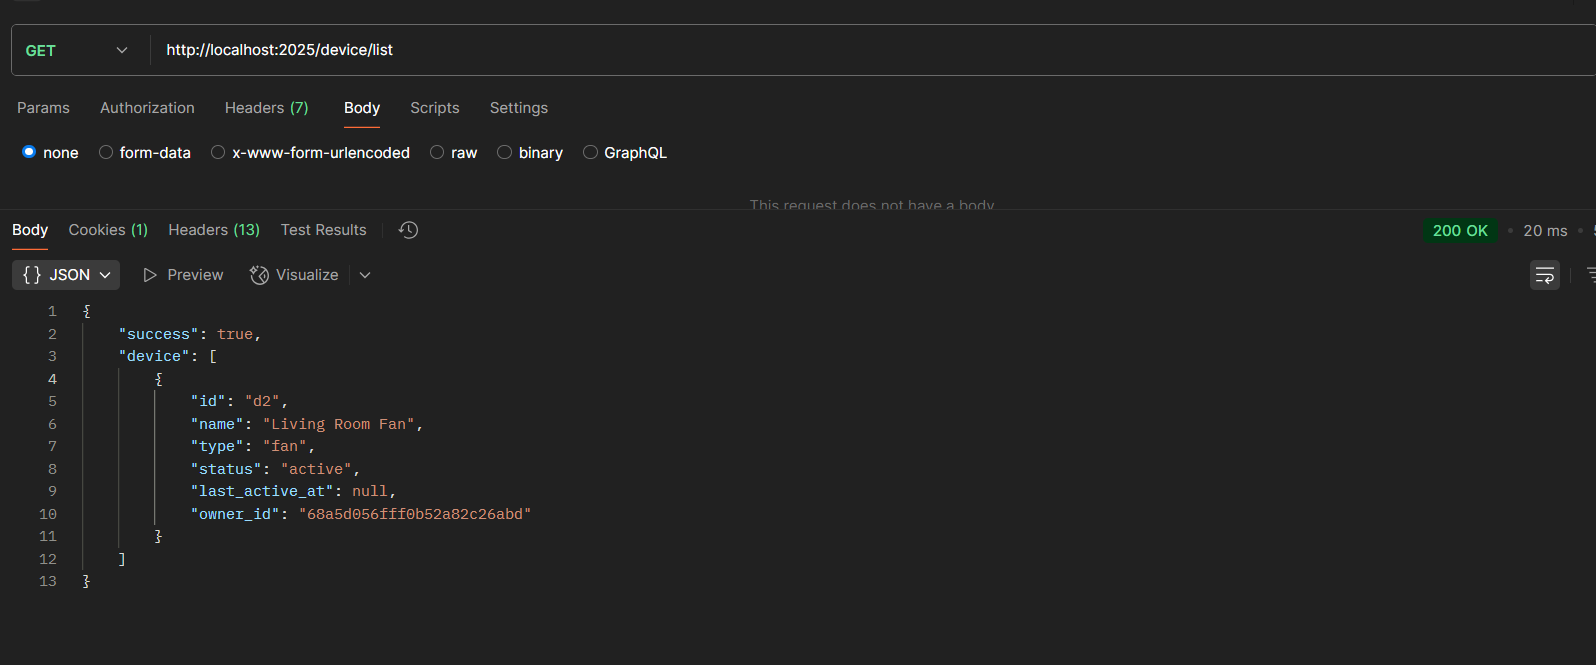 GET http://localhost:2025/device/list
Params Authorization Headers (7) Body Scripts Settings
none form-data x-www-form-urlencoded raw binary GraphQL
This request does not have a body
Body Cookies (1) Headers (13) Test Results 200 OK • 20 ms •
{} JSON Preview Visualize
1 {
2 "success": true,
3 "device": [
4 {
5 "id": "d2",
6 "name": "Living Room Fan",
7 "type": "fan",
8 "status": "active",
9 "last_active_at": null,
10 "owner_id": "68a5d056fff0b52a82c26abd"
11 }
12 ]
13 }